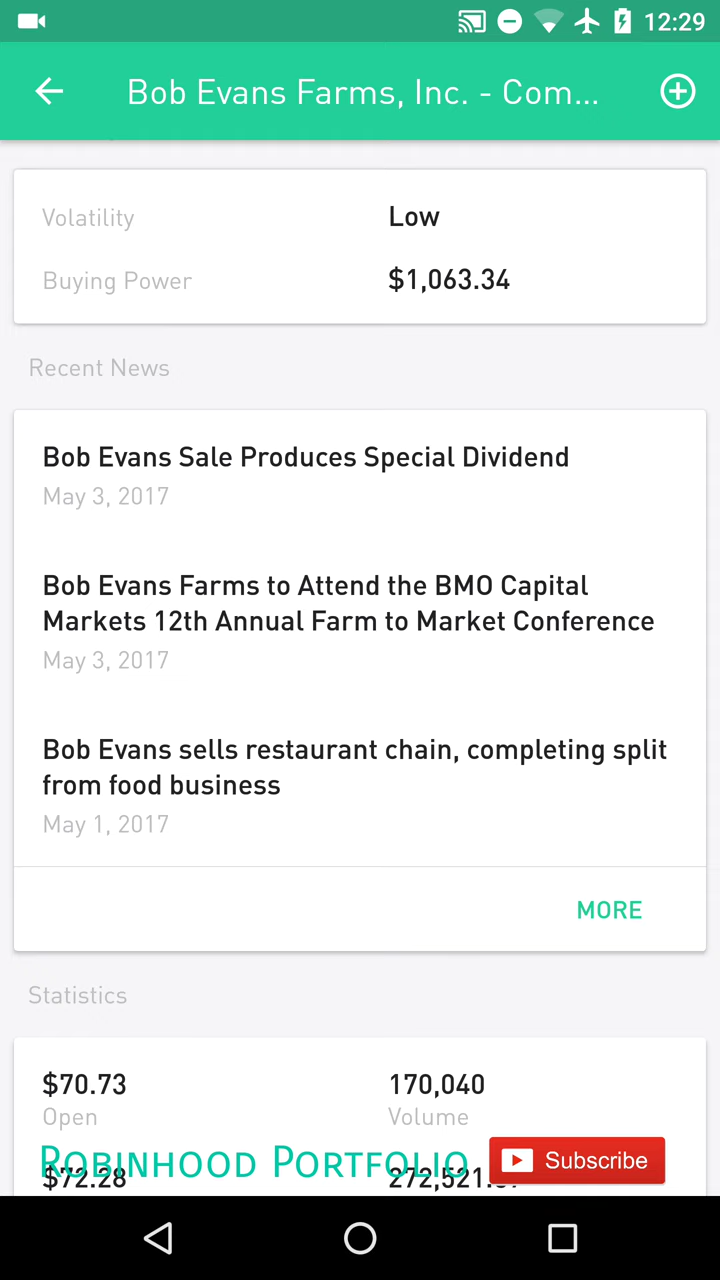 12:29
Bob Evans Farms, Inc. - Com...
Volatility Low
Buying Power $1,063.34
Recent News
Bob Evans Sale Produces Special Dividend
May 3, 2017
Bob Evans Farms to Attend the BMO Capital
Markets 12th Annual Farm to Market Conference
May 3, 2017
Bob Evans sells restaurant chain, completing split
from food business
May 1, 2017
MORE
Statistics
$70.73 170,040
Open Volume
Robinhood Portfolio Subscribe
$72.28